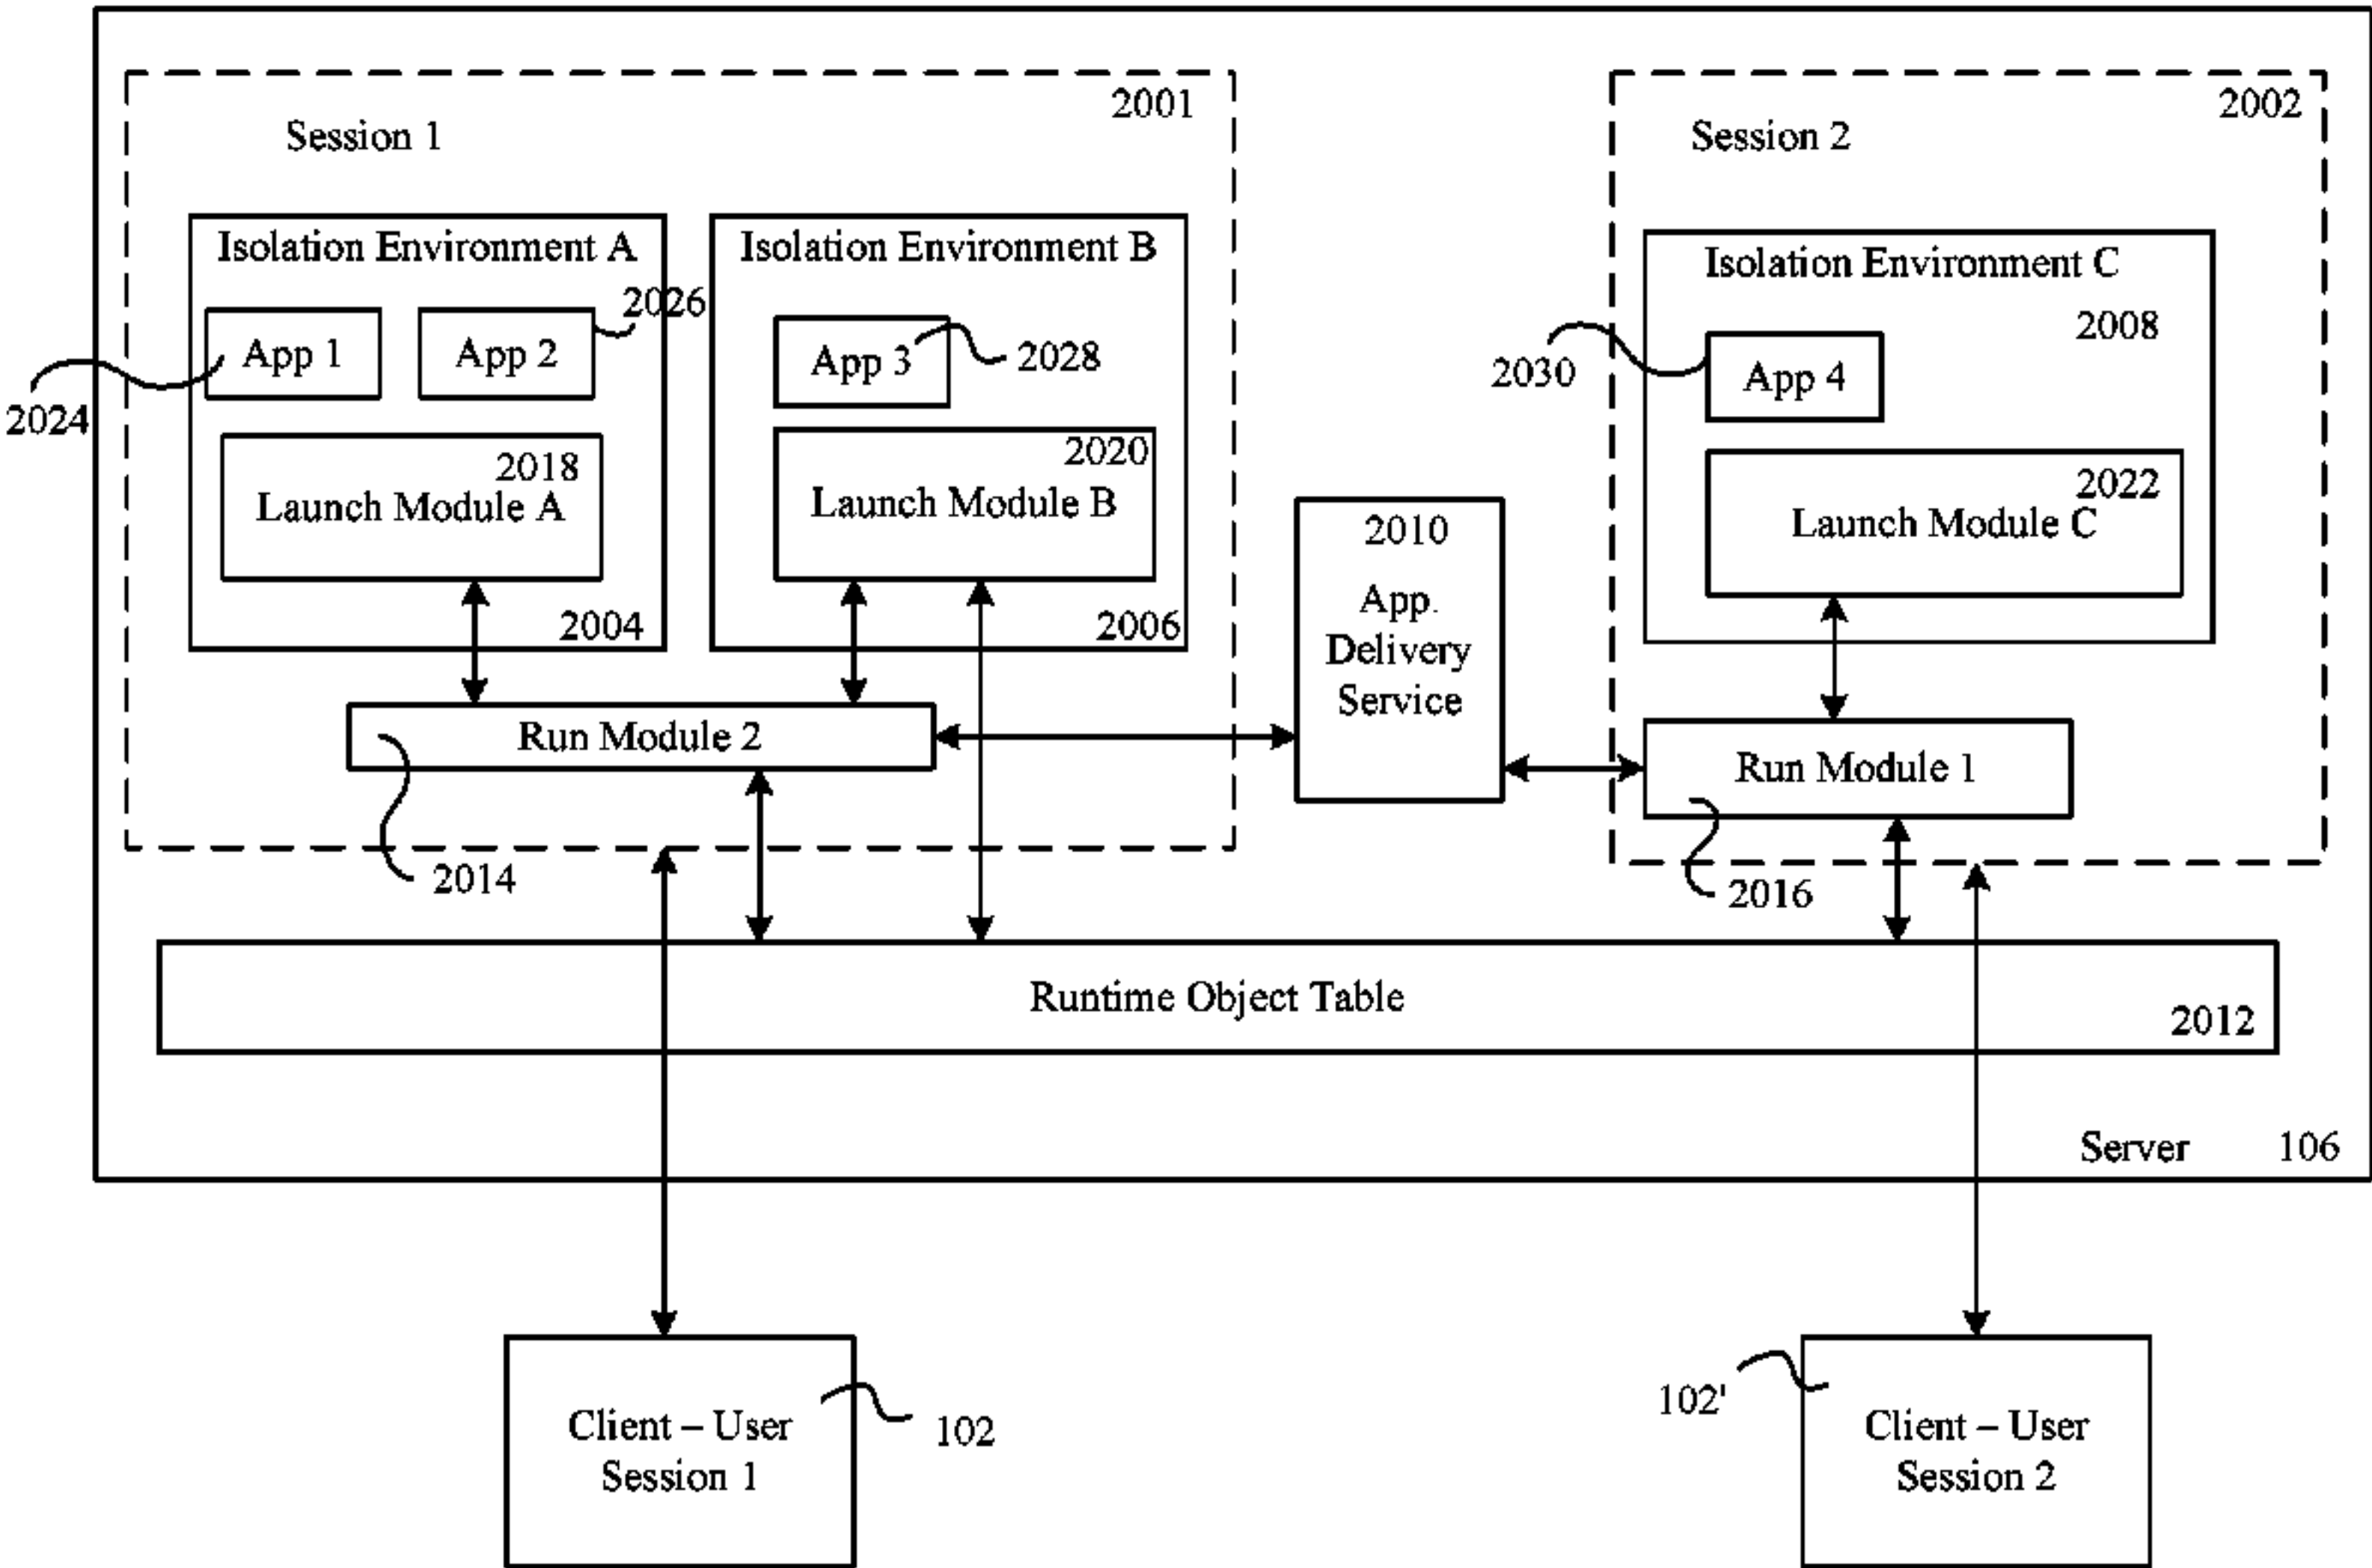 2001
Session 1
2002
Session 2
Isolation Environment A
2026
App 1
App 2
2024
2018
Launch Module A
2004
Isolation Environment B
App 3
2028
2020
Launch Module B
2006
2010
App.
Delivery
Service
Isolation Environment C
2008
2030
App 4
2022
Launch Module C
Run Module 2
2014
Run Module 1
2016
Runtime Object Table
2012
Server 106
Client – User
Session 1
102
102'
Client – User
Session 2